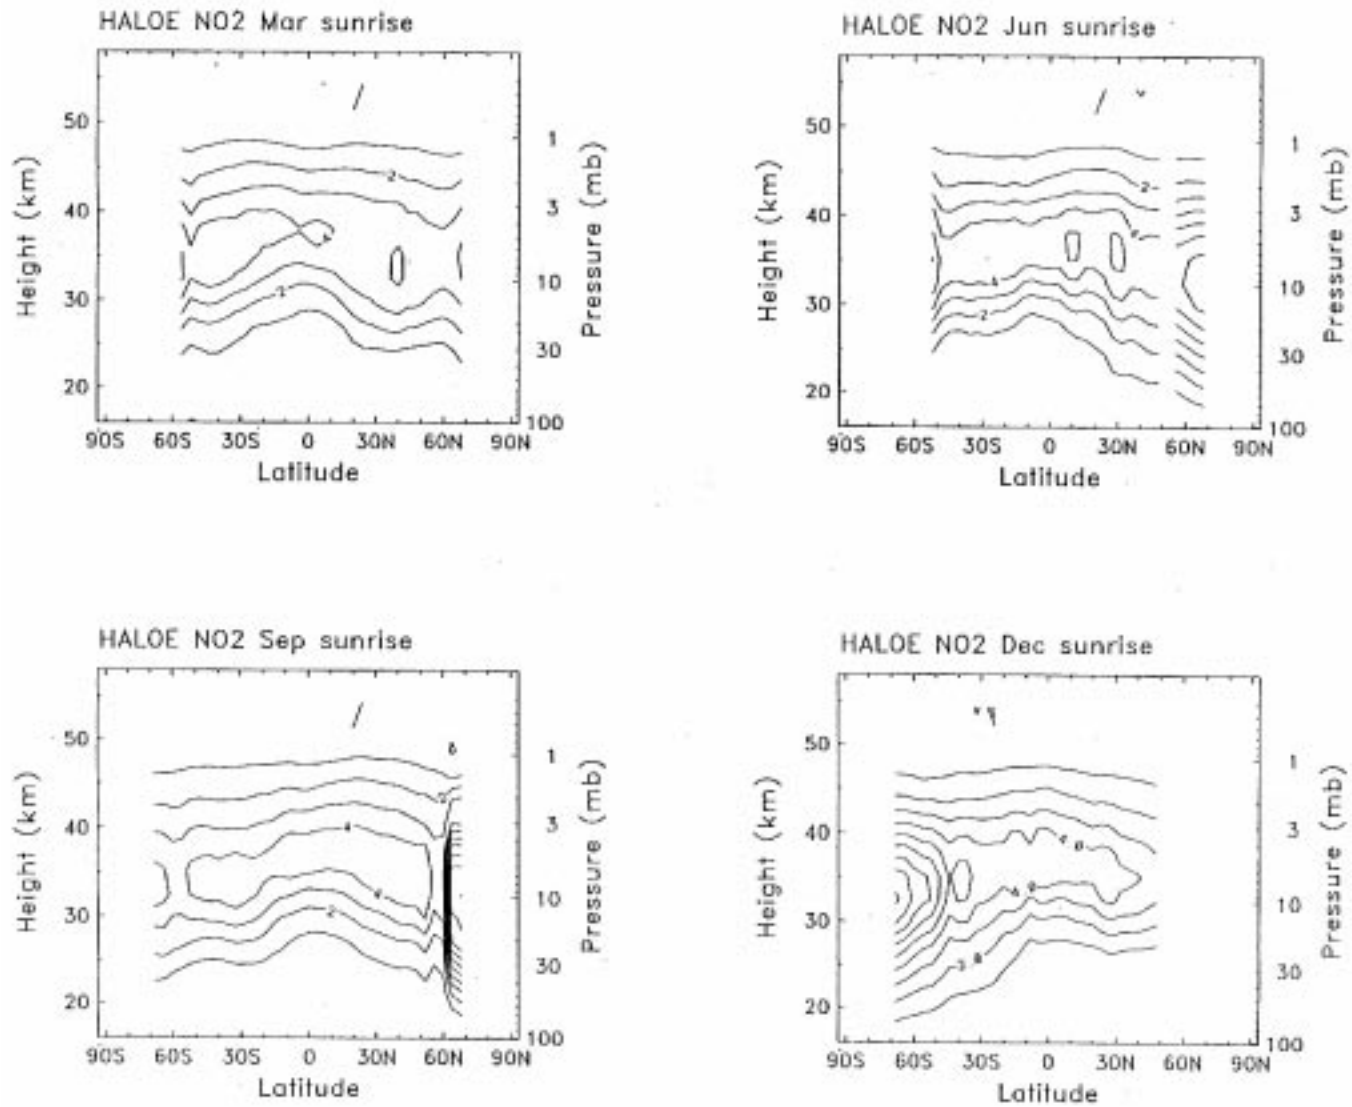 HALOE NO2 Mar sunrise
Height (km)
50
40
30
20
2
4
2
1
3
10
30
100
Pressure (mb)
90S 60S 30S 0 30N 60N 90N
Latitude
HALOE NO2 Jun sunrise
Height (km)
50
40
30
20
2
4
2
1
3
10
30
100
Pressure (mb)
90S 60S 30S 0 30N 60N 90N
Latitude
HALOE NO2 Sep sunrise
Height (km)
50
40
30
20
4
4
2
1
3
10
30
100
Pressure (mb)
90S 60S 30S 0 30N 60N 90N
Latitude
HALOE NO2 Dec sunrise
Height (km)
50
40
30
20
1
3
10
30
100
Pressure (mb)
90S 60S 30S 0 30N 60N 90N
Latitude